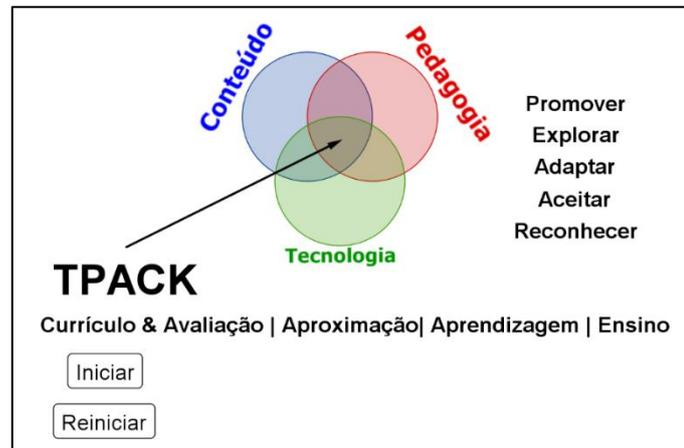 Conteúdo
Pedagogia
Promover
Explorar
Adaptar
Aceitar
Reconhecer
Tecnologia
TPACK
Currículo & Avaliação | Aproximação| Aprendizagem | Ensino
Iniciar
Reiniciar